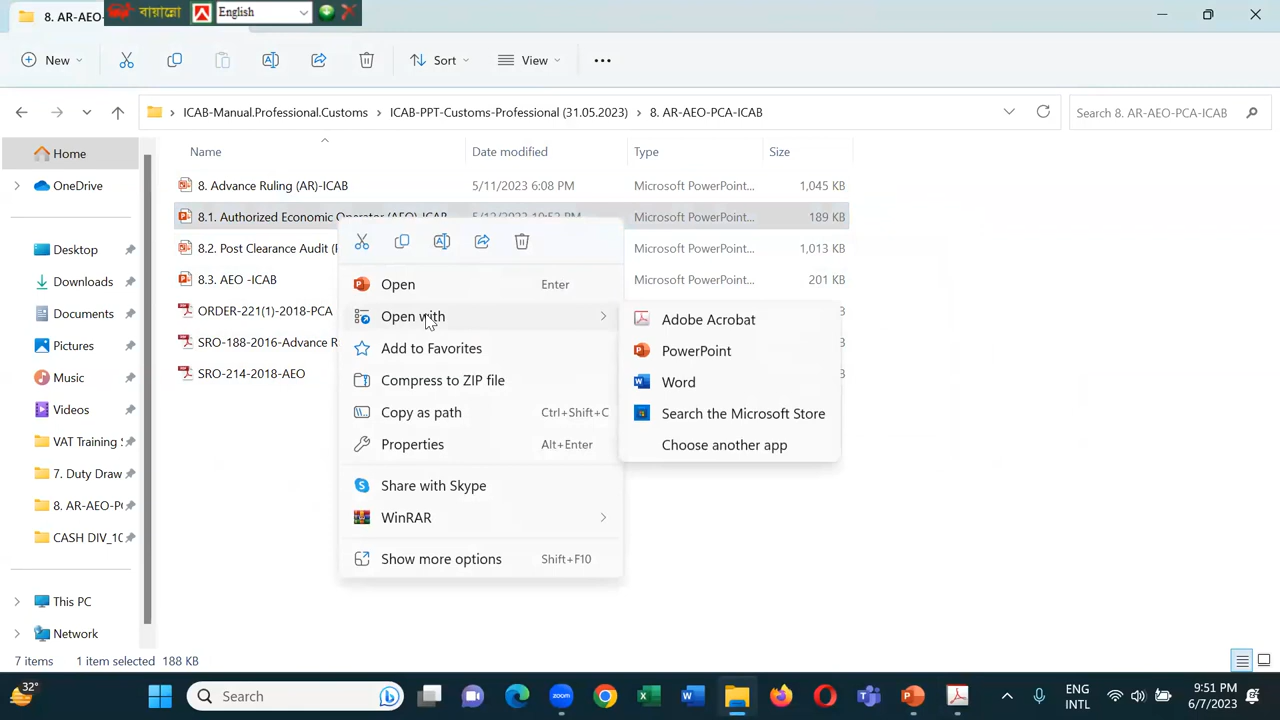 8. AR-AEO-
বায়ান্নো
English
New
Sort
View
ICAB-Manual.Professional.Customs
ICAB-PPT-Customs-Professional (31.05.2023)
8. AR-AEO-PCA-ICAB
Search 8. AR-AEO-PCA-ICAB
Name Date modified Type Size
8. Advance Ruling (AR)-ICAB 5/11/2023 6:08 PM Microsoft PowerPoint... 1,045 KB
8.1. Authorized Economic Operator (AEO)-ICAB 5/12/2023 10:52 PM Microsoft PowerPoint... 189 KB
8.2. Post Clearance Audit ( Microsoft PowerPoint... 1,013 KB
8.3. AEO -ICAB Microsoft PowerPoint... 201 KB
ORDER-221(1)-2018-PCA
SRO-188-2016-Advance R
SRO-214-2018-AEO
Home
OneDrive
Desktop
Downloads
Documents
Pictures
Music
Videos
VAT Training
7. Duty Draw
8. AR-AEO-P
CASH DIV_10
This PC
Network
Open Enter
Open with
Add to Favorites
Compress to ZIP file
Copy as path Ctrl+Shift+C
Properties Alt+Enter
Share with Skype
WinRAR
Show more options Shift+F10
Adobe Acrobat
PowerPoint
Word
Search the Microsoft Store
Choose another app
7 items 1 item selected 188 KB
32°
Search
zoom
ENG
INTL
9:51 PM
6/7/2023